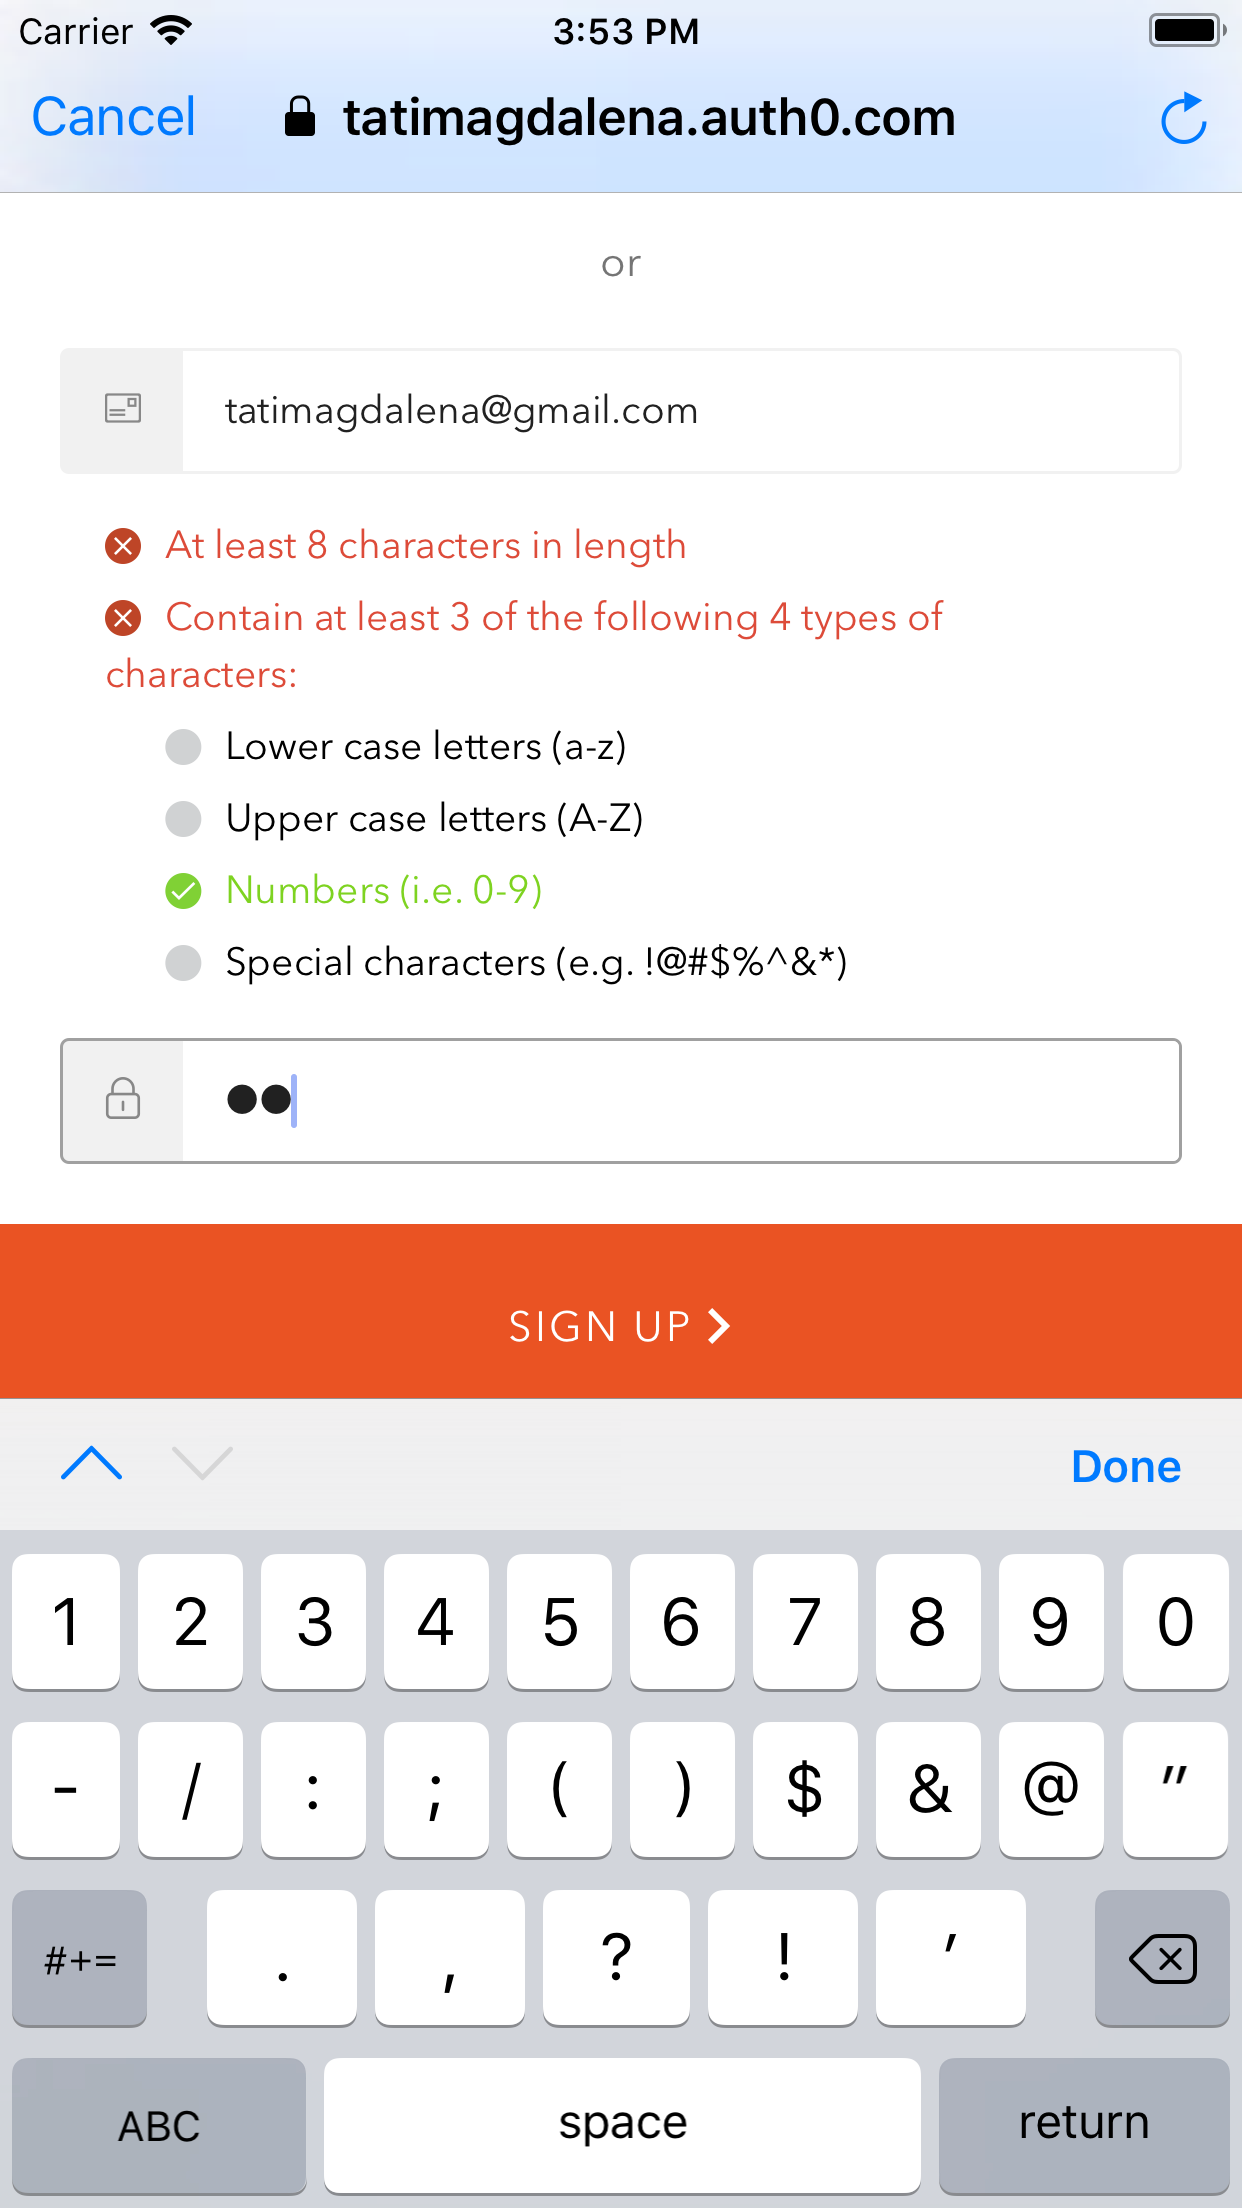 Carrier 3:53 PM
Cancel tatimagdalena.auth0.com
or
tatimagdalena@gmail.com
At least 8 characters in length
Contain at least 3 of the following 4 types of
characters:
Lower case letters (a-z)
Upper case letters (A-Z)
Numbers (i.e. 0-9)
Special characters (e.g. !@#$%^&*)
●●
SIGN UP
Done
1 2 3 4 5 6 7 8 9 0
- / : ; ( ) $ & @ "
#+= . , ? ! '
ABC space return